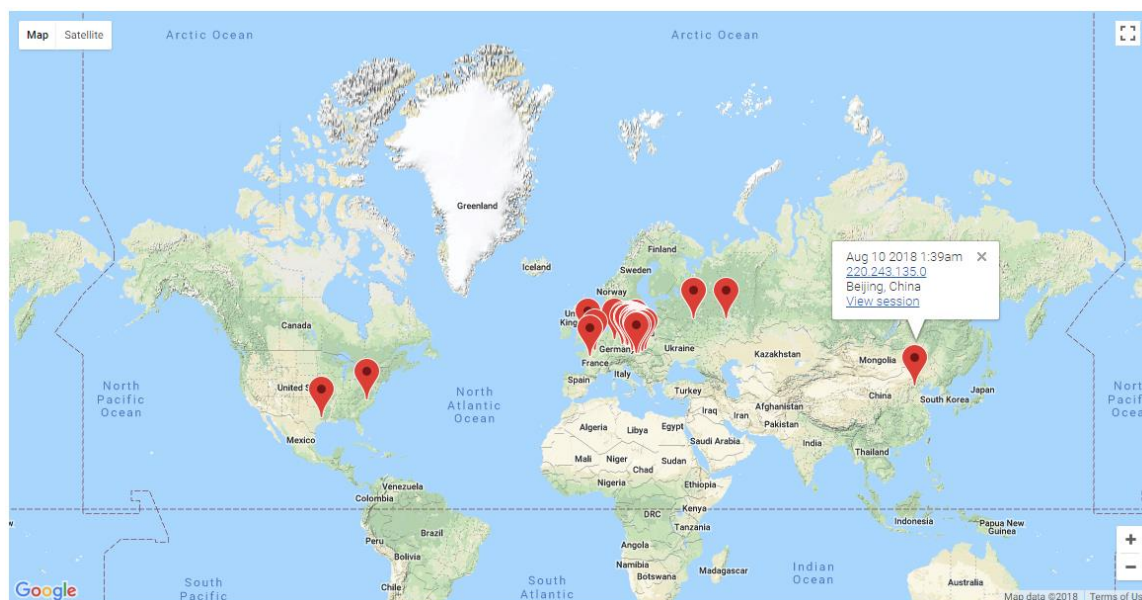 Map Satellite
Arctic Ocean
Arctic Ocean
Greenland
Finland
Iceland
Sweden
Norway
Canada
Ukraine
Germany
France
Kazakhstan
Mongolia
Aug 10 2018 1:39am
220.243.135.0
Beijing, China
View session
Spain
Italy
Turkey
China
Japan
South Korea
North
Pacific
Ocean
North
Atlantic
Ocean
Mexico
Algeria
Libya
Egypt
Iraq
Iran
Afghanistan
Pakistan
Saudi Arabia
India
Thailand
Mali
Niger
Chad
Sudan
Nigeria
Ethiopia
Venezuela
Colombia
DRC
Kenya
Tanzania
Indonesia
Papua New
Guinea
Brazil
Peru
Bolivia
Angola
Namibia
Botswana
Madagascar
Indian
Ocean
Australia
Chile
South
Pacific
South
Atlantic
Google
Map data ©2018
Terms of Us